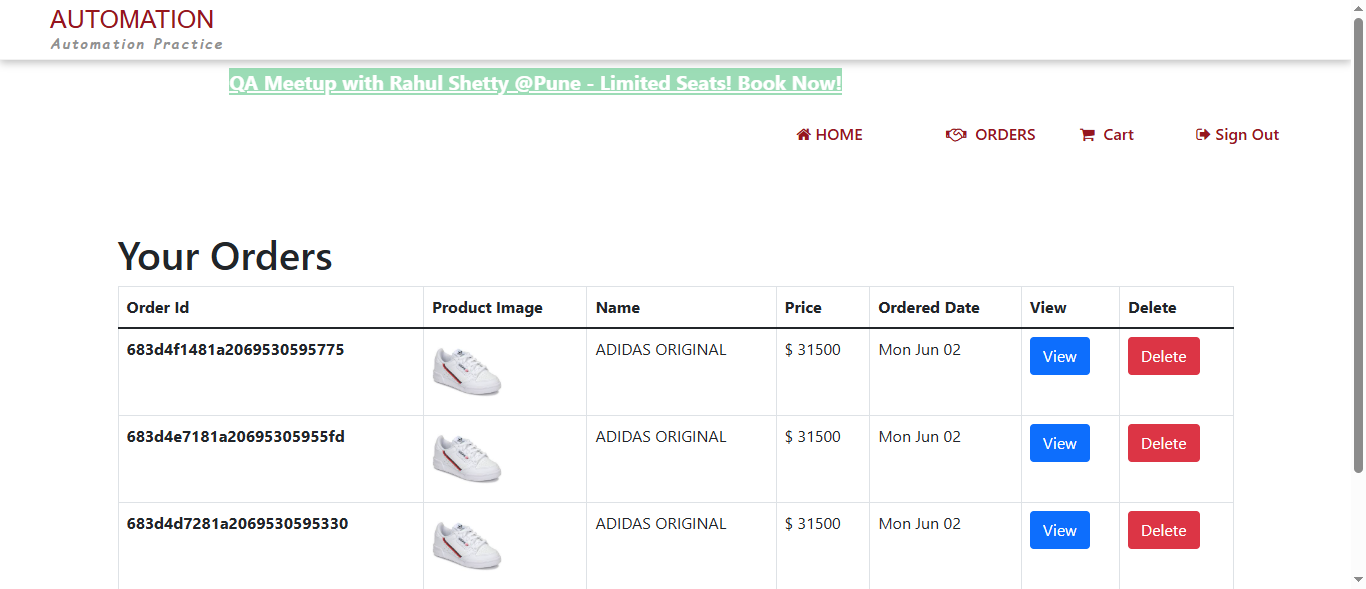 AUTOMATION
Automation Practice
QA Meetup with Rahul Shetty @Pune - Limited Seats! Book Now!
HOME ORDERS Cart Sign Out
Your Orders
Order Id Product Image Name Price Ordered Date View Delete
683d4f1481a2069530595775 ADIDAS ORIGINAL $ 31500 Mon Jun 02 View Delete
683d4e7181a20695305955fd ADIDAS ORIGINAL $ 31500 Mon Jun 02 View Delete
683d4d7281a2069530595330 ADIDAS ORIGINAL $ 31500 Mon Jun 02 View Delete